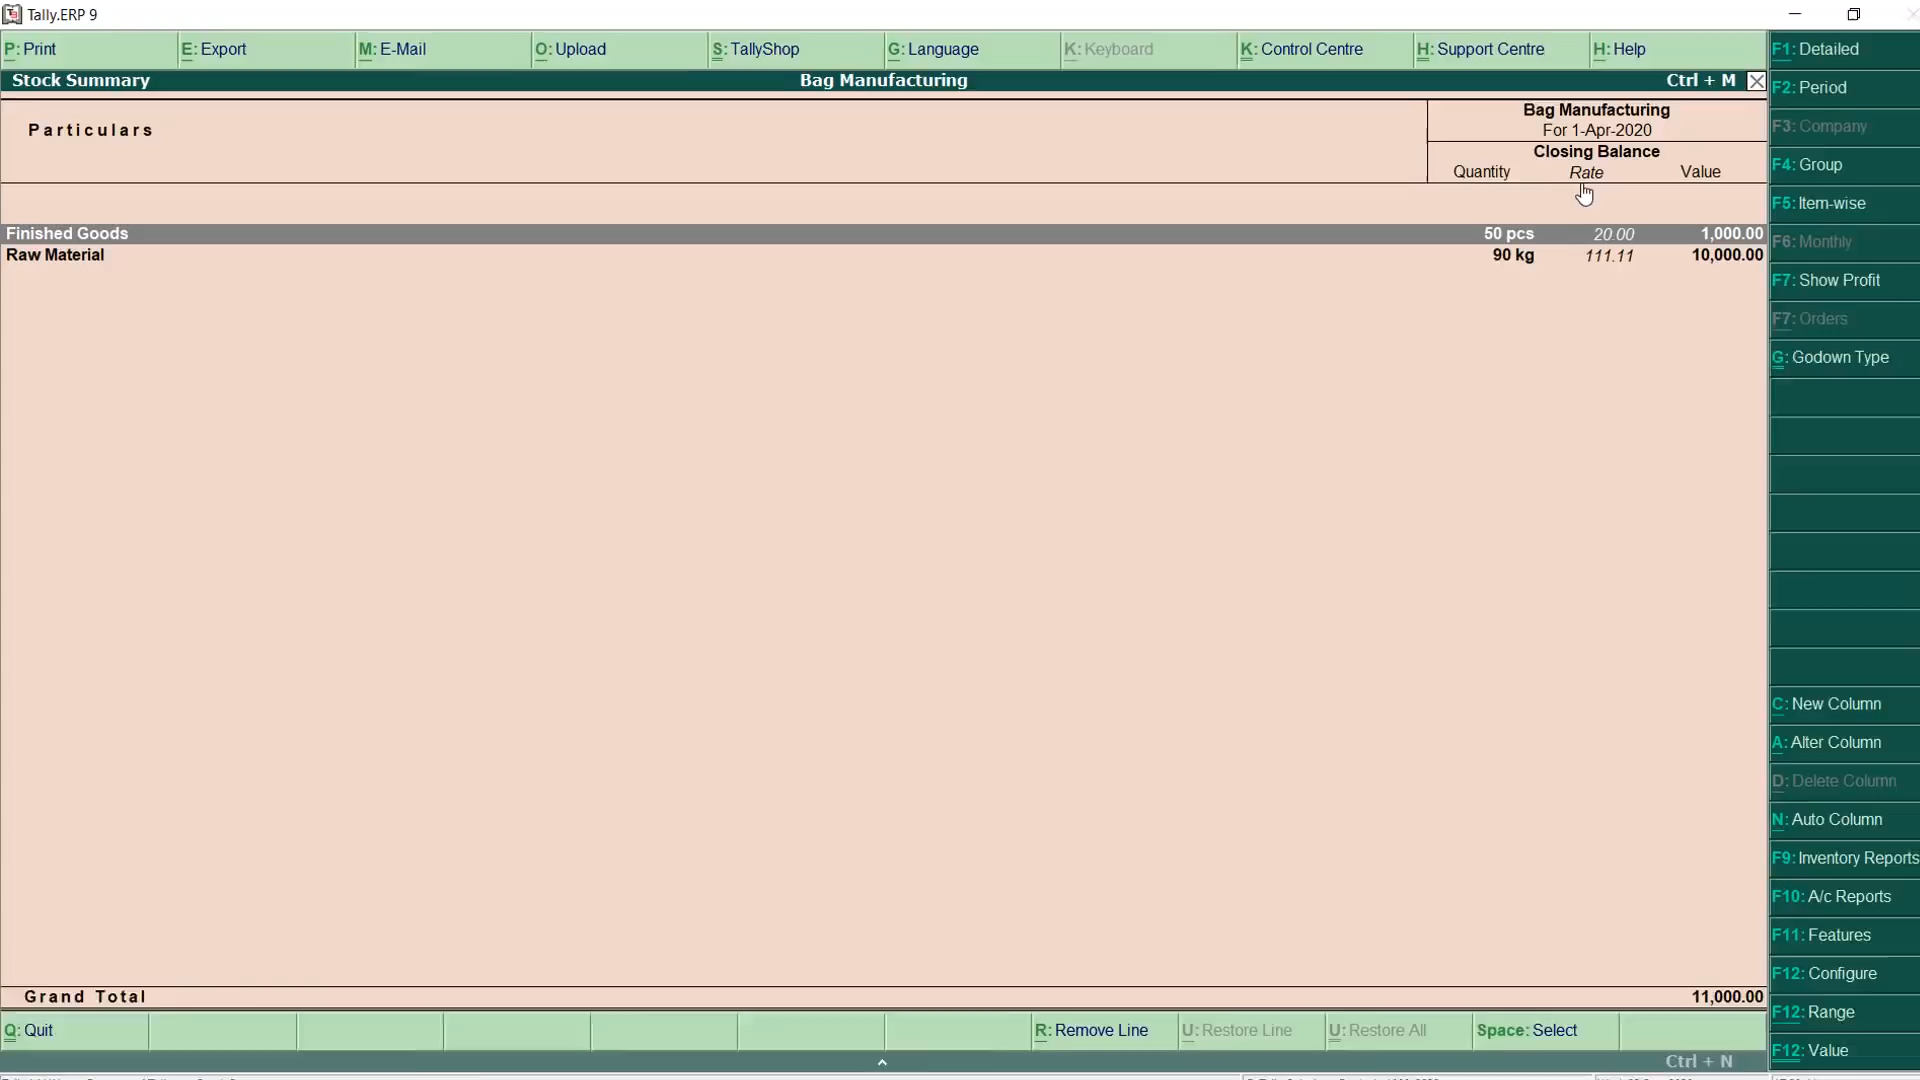 Tally.ERP 9
P: Print E: Export M: E-Mail O: Upload S: TallyShop G: Language K: Keyboard K: Control Centre H: Support Centre H: Help
Stock Summary Bag Manufacturing Ctrl + M
Particulars
Bag Manufacturing
For 1-Apr-2020
Closing Balance
Quantity Rate Value
Finished Goods 50 pcs 20.00 1,000.00
Raw Material 90 kg 111.11 10,000.00
Grand Total 11,000.00
Q: Quit R: Remove Line U: Restore Line U: Restore All Space: Select
Ctrl + N
F1: Detailed
F2: Period
F3: Company
F4: Group
F5: Item-wise
F6: Monthly
F7: Show Profit
F7: Orders
G: Godown Type
C: New Column
A: Alter Column
D: Delete Column
N: Auto Column
F9: Inventory Reports
F10: A/c Reports
F11: Features
F12: Configure
F12: Range
F12: Value